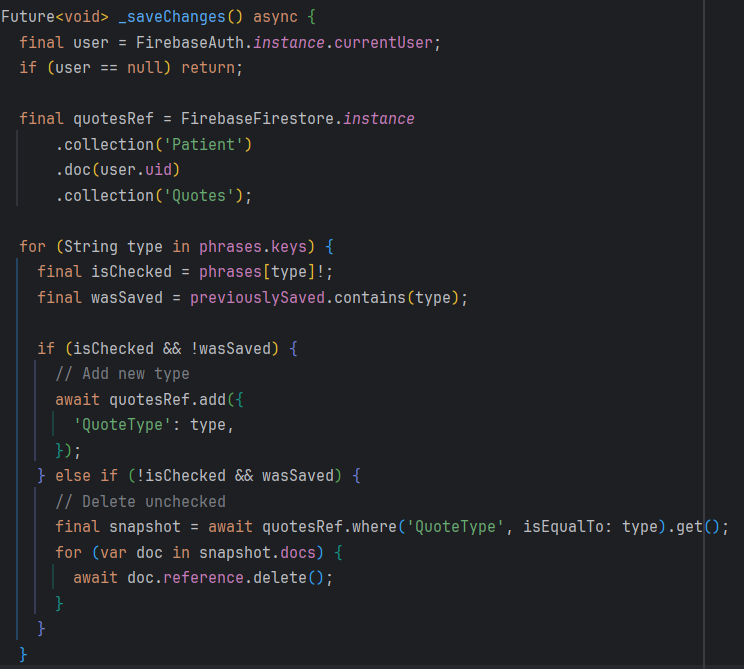 Future<void> _saveChanges() async {
  final user = FirebaseAuth.instance.currentUser;
  if (user == null) return;

  final quotesRef = FirebaseFirestore.instance
      .collection('Patient')
      .doc(user.uid)
      .collection('Quotes');

  for (String type in phrases.keys) {
    final isChecked = phrases[type]!;
    final wasSaved = previouslySaved.contains(type);

    if (isChecked && !wasSaved) {
      // Add new type
      await quotesRef.add({
        'QuoteType': type,
      });
    } else if (!isChecked && wasSaved) {
      // Delete unchecked
      final snapshot = await quotesRef.where('QuoteType', isEqualTo: type).get();
      for (var doc in snapshot.docs) {
        await doc.reference.delete();
      }
    }
  }